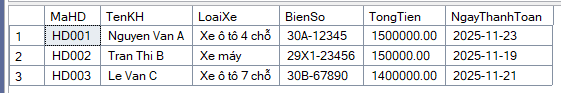 MaHD TenKH LoaiXe BienSo TongTien NgayThanhToan
1 HD001 Nguyen Van A Xe ô tô 4 chỗ 30A-12345 1500000.00 2025-11-23
2 HD002 Tran Thi B Xe máy 29X1-23456 150000.00 2025-11-19
3 HD003 Le Van C Xe ô tô 7 chỗ 30B-67890 1400000.00 2025-11-21